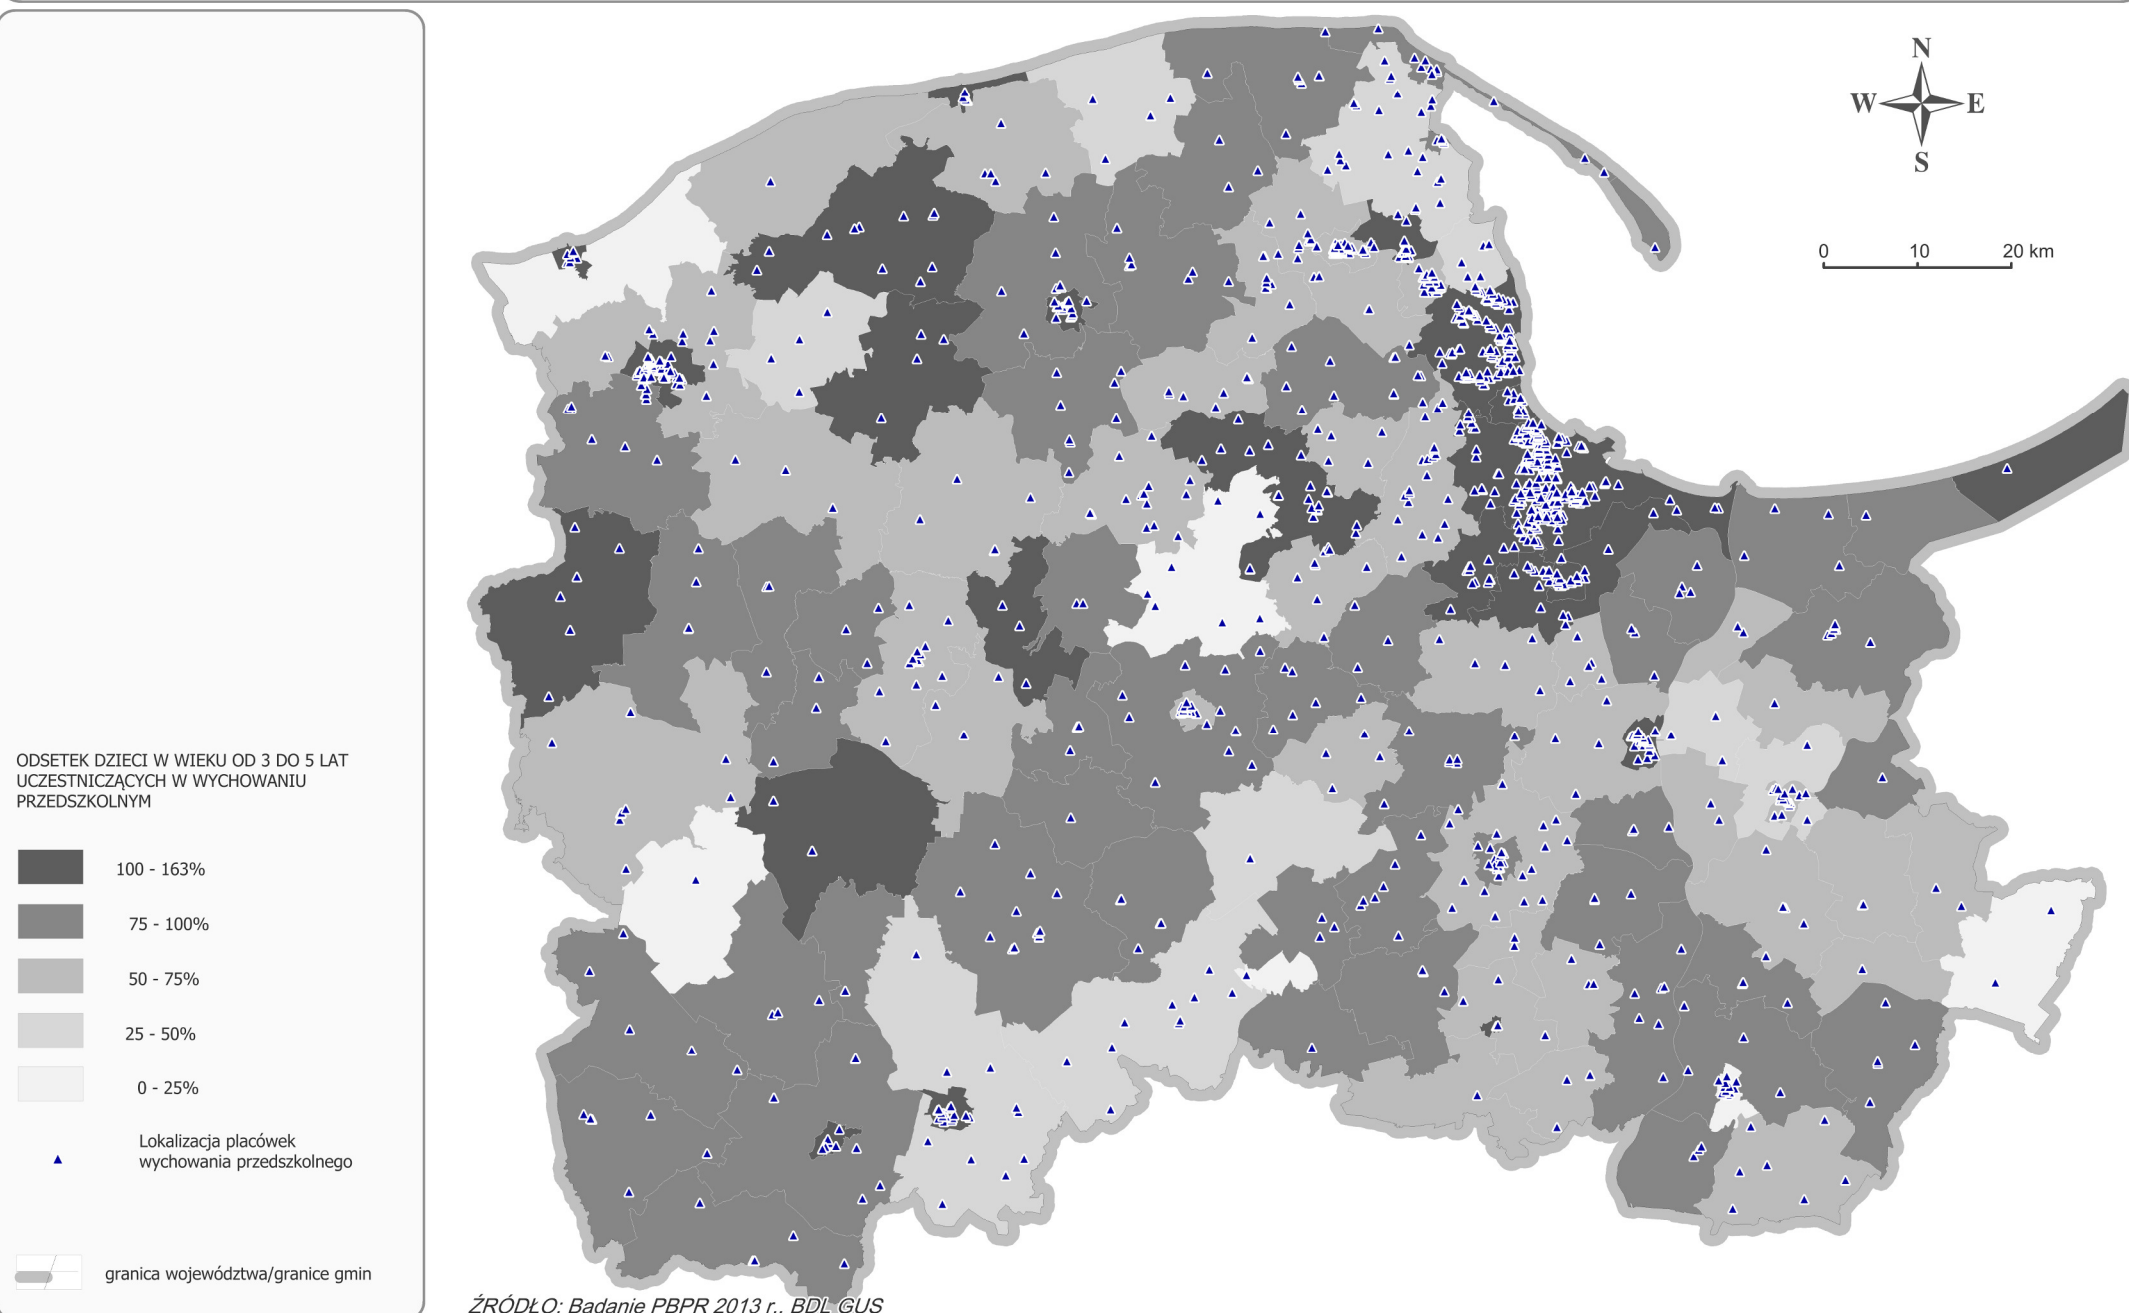 N
W E
S
0 10 20 km
ODSETEK DZIECI W WIEKU OD 3 DO 5 LAT
UCZESTNICZĄCYCH W WYCHOWANIU
PRZEDSZKOLNYM
100 - 163%
75 - 100%
50 - 75%
25 - 50%
0 - 25%
Lokalizacja placówek
wychowania przedszkolnego
granica województwa/granice gmin
ŹRÓDŁO: Badanie PBPR 2013 r., BDL GUS